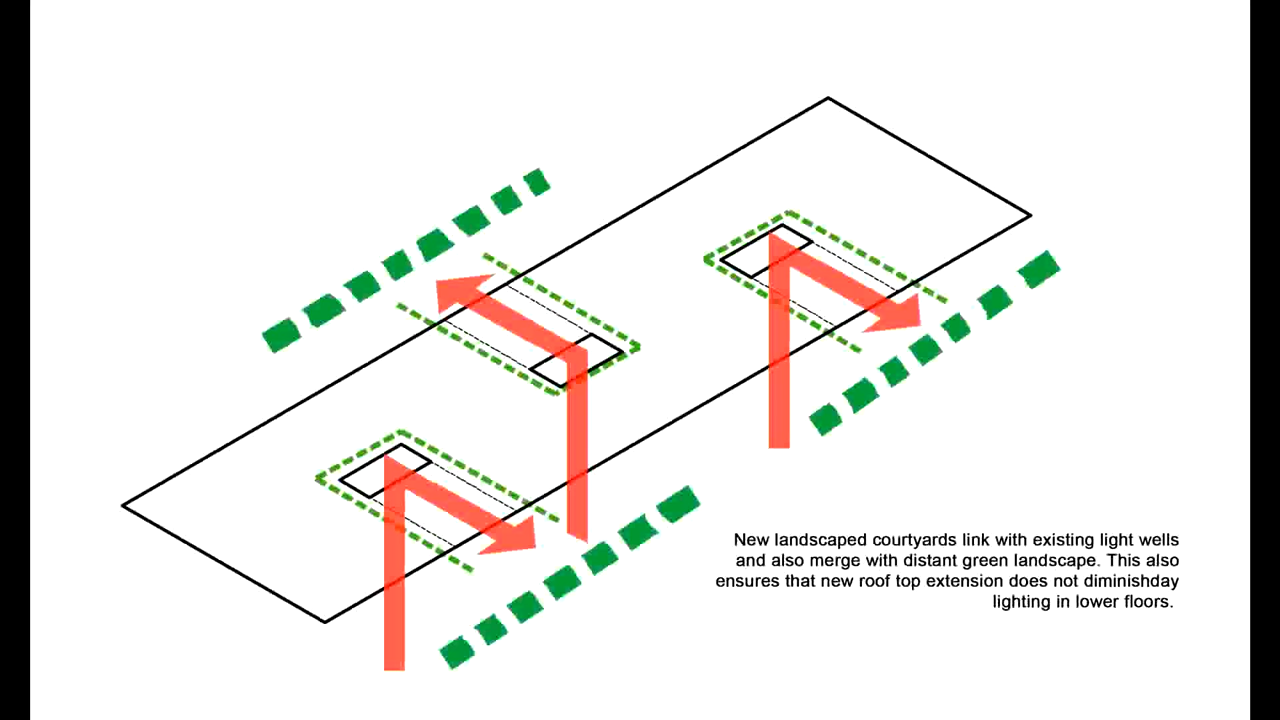 New landscaped courtyards link with existing light wells
and also merge with distant green landscape. This also
ensures that new roof top extension does not diminishday
lighting in lower floors.